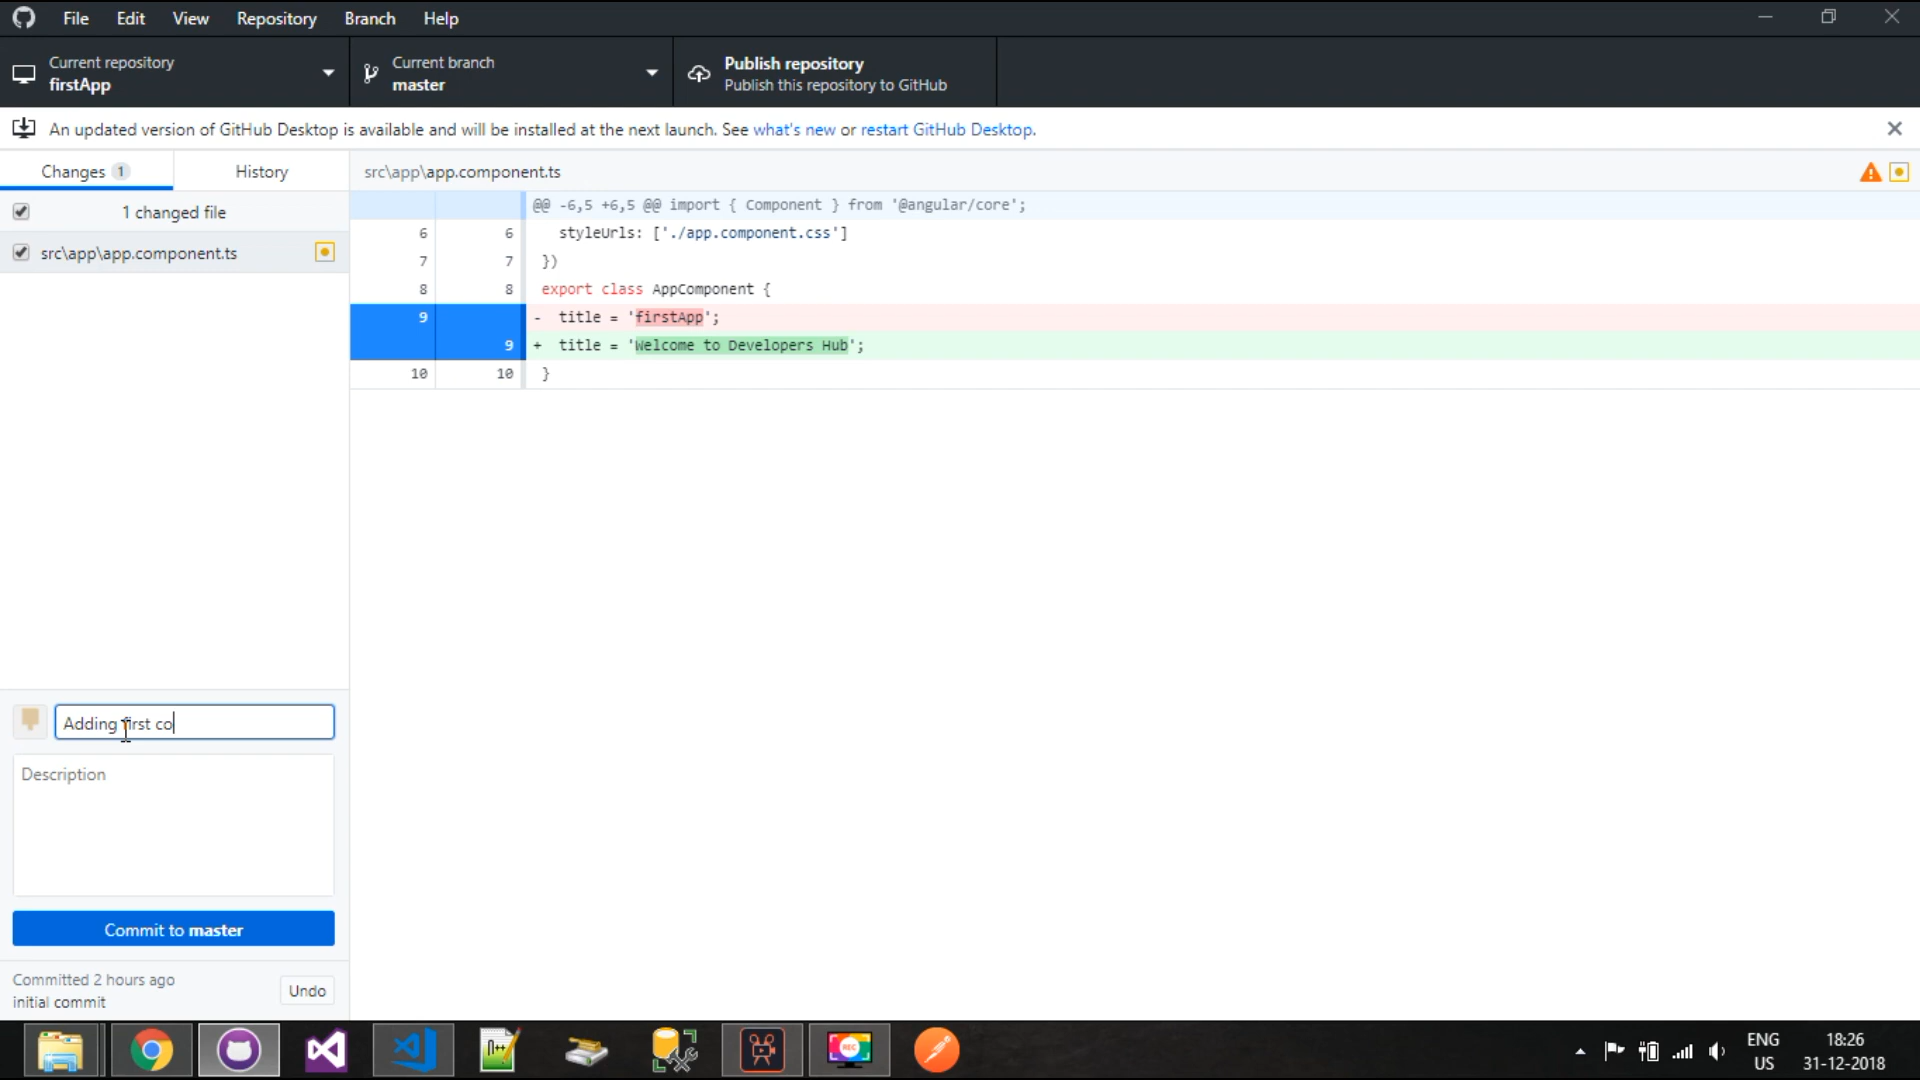 File Edit View Repository Branch Help
Current repository
firstApp
Current branch
master
Publish repository
Publish this repository to GitHub
An updated version of GitHub Desktop is available and will be installed at the next launch. See what's new or restart GitHub Desktop.
Changes 1
History
src\app\app.component.ts
1 changed file
src\app\app.component.ts
@@ -6,5 +6,5 @@ import { Component } from '@angular/core';
6 6 styleUrls: ['./app.component.css']
7 7 })
8 8 export class AppComponent {
9 - title = 'firstApp';
9 + title = 'Welcome to Developers Hub';
10 10 }
Adding first co
Description
Commit to master
Committed 2 hours ago
initial commit
Undo
REC
ENG
US
18:26
31-12-2018